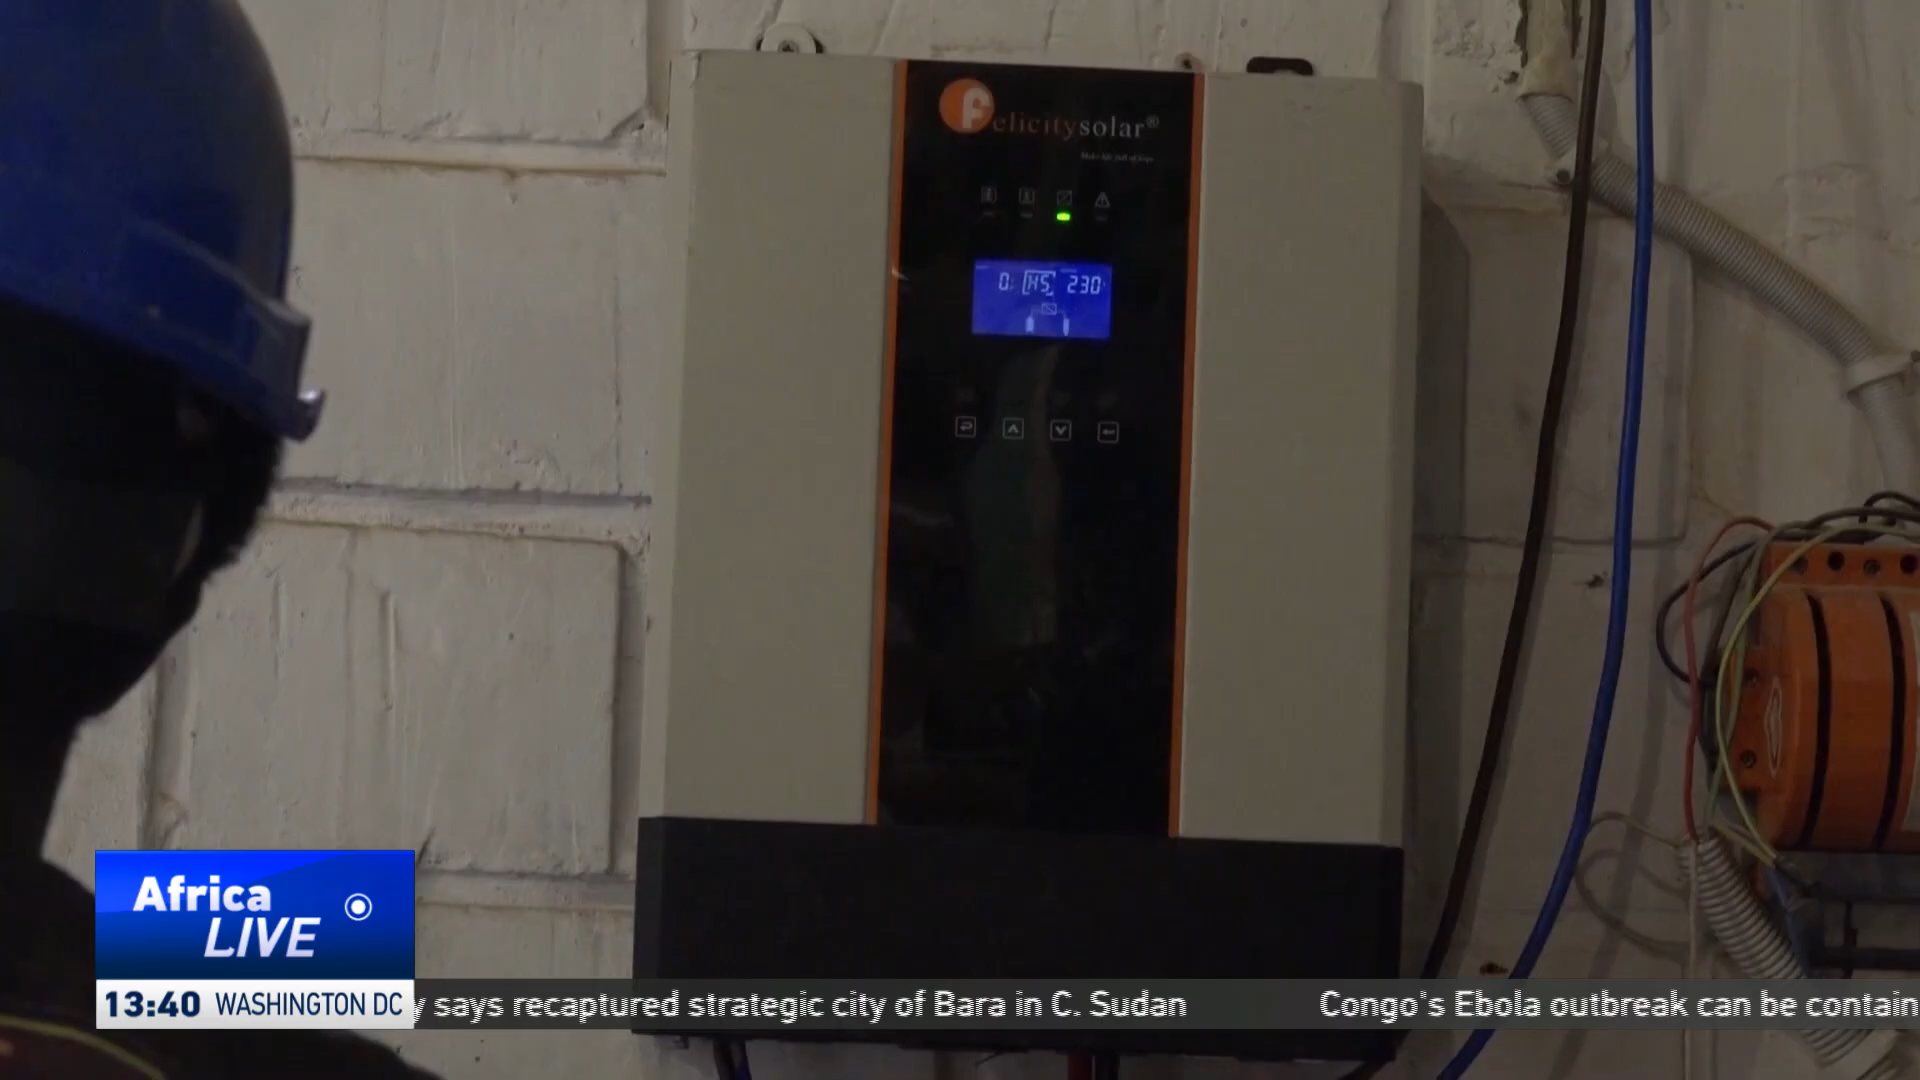 felicitysolar®
0 HS 230
Africa
LIVE
13:40 WASHINGTON DC
y says recaptured strategic city of Bara in C. Sudan Congo's Ebola outbreak can be contain